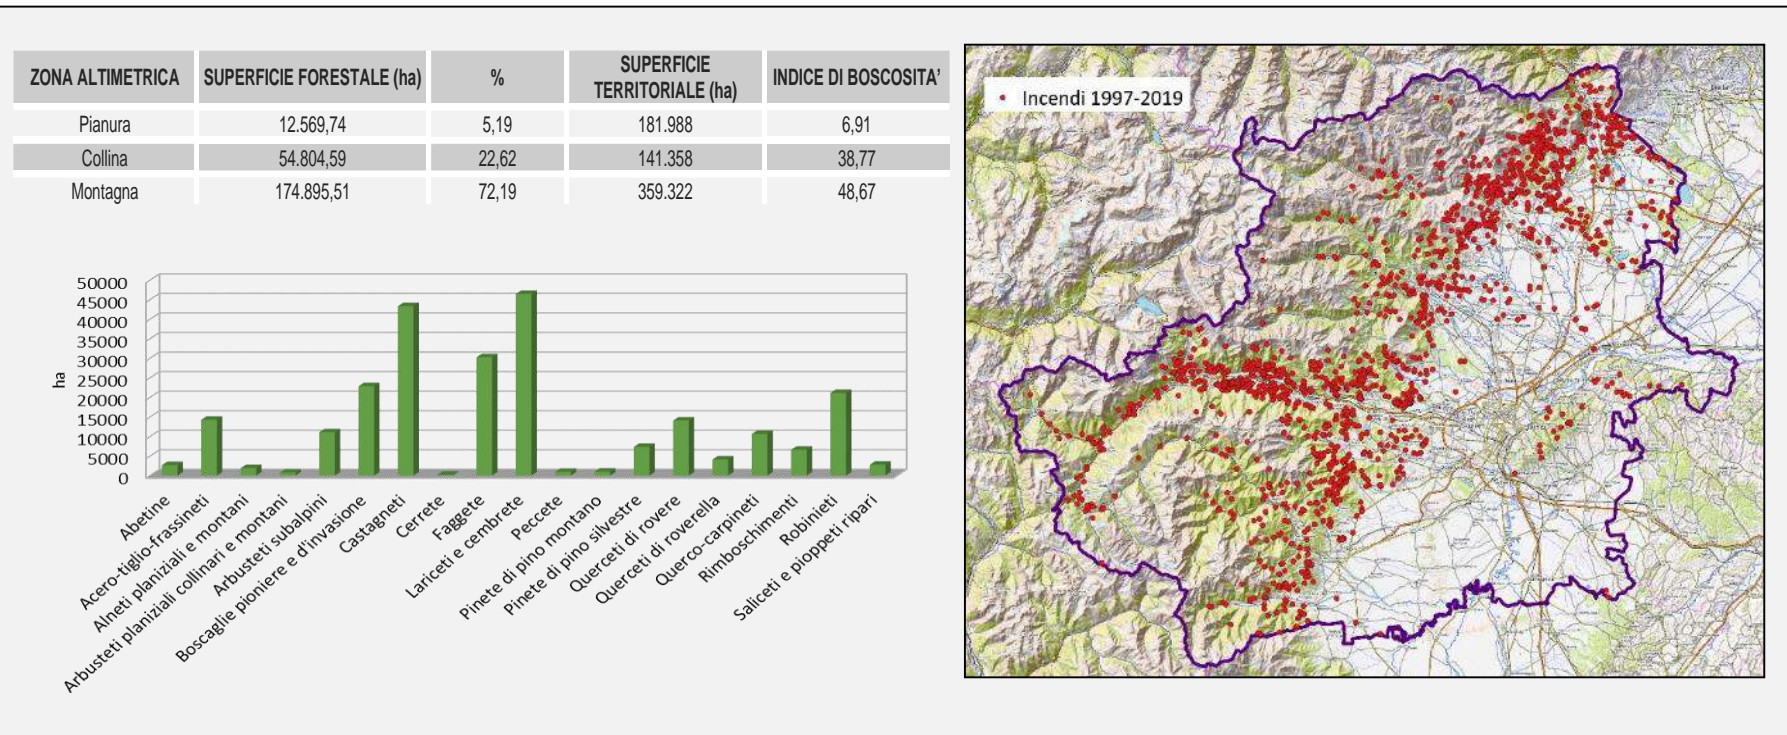 ZONA ALTIMETRICA SUPERFICIE FORESTALE (ha) % SUPERFICIE TERRITORIALE (ha) INDICE DI BOSCOSITA'
Pianura 12.569,74 5,19 181.988 6,91
Collina 54.804,59 22,62 141.358 38,77
Montagna 174.895,51 72,19 359.322 48,67
50000
45000
40000
35000
30000
25000
20000
15000
10000
5000
0
ha
Abetine
Acero-tiglio-frassineti
Alneti planiziali e montani
Arbusteti planiziali collinari e montani
Arbusteti subalpini
Boscaglie pioniere e d'invasione
Castagneti
Cerrete
Faggete
Lariceti e cembrete
Peccete
Pinete di pino montano
Pinete di pino silvestre
Querceti di rovere
Querceti di roverella
Querco-carpineti
Rimboschimenti
Robinieti
Saliceti e pioppeti ripari
Incendi 1997-2019